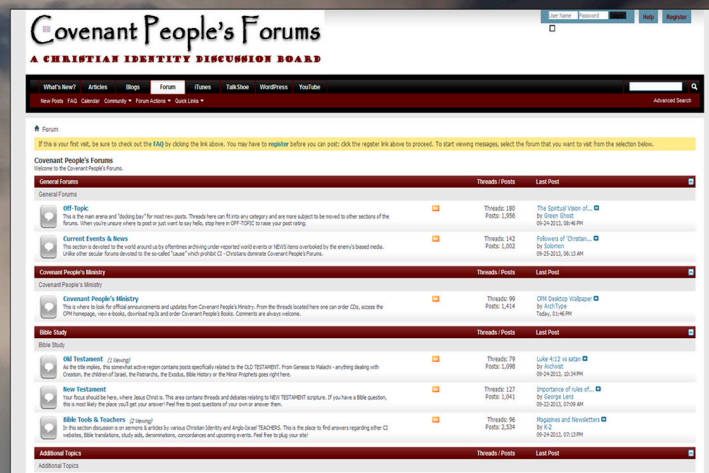 Covenant People's Forums
A CHRISTIAN IDENTITY DISCUSSION BOARD
User Name Password Help Register
What's New? Articles Blogs Forum iTunes TalkShoe WordPress YouTube
New Posts FAQ Calendar Community Forum Actions Quick Links Advanced Search
Forum
If this is your first visit, be sure to check out the FAQ by clicking the link above. You may have to register before you can post: click the register link above to proceed. To start viewing messages, select the forum that you want to visit from the selection below.
Covenant People's Forums
Welcome to the Covenant People's Forums.
General Forums Threads / Posts Last Post
General Forums
Off-Topic
This is the main arena and "docking bay" for most new posts. Threads here can fit into any category and are more subject to be moved to other sections of the
forum. When you're unsure where to post or just want to say hello, stop here in OFF-TOPIC to raise your post rating.
Threads: 180
Posts: 1,956
The Spiritual Vision of...
by Green Ghost
09-24-2013, 08:46 PM
Current Events & News
This section is devoted to the world around us by oftentimes archiving under-reported world events or NEWS items overlooked by the enemy's biased media.
Unlike other secular forums devoted to the so-called "cause" which prohibit CI - Christians dominate Covenant People's Forums.
Threads: 142
Posts: 1,002
Followers of 'Christian...
by Solomon
09-25-2013, 06:13 AM
Covenant People's Ministry Threads / Posts Last Post
Covenant People's Ministry
Covenant People's Ministry
This is where to look for official announcements and updates from Covenant People's Ministry. From the threads located here one can order CDs, access the
CPM homepage, view e-books, download mp3s and order Covenant People's Books. Comments are always welcome.
Threads: 99
Posts: 1,414
CPM Desktop Wallpaper
by ArchType
Today, 01:46 PM
Bible Study Threads / Posts Last Post
Bible Study
Old Testament (1 Viewing)
As the title implies, this somewhat active region contains posts specifically related to the OLD TESTAMENT. From Genesis to Malachi - anything dealing with
Creation, the children of Israel, the Patriarchs, the Exodus, Bible History or the Minor Prophets goes right here.
Threads: 79
Posts: 1,098
Luke 4:12 vs satan
by Archivist
09-24-2013, 10:34 PM
New Testament
Your focus should be here, where Jesus Christ is. This area contains threads and debates relating to NEW TESTAMENT scripture. If you have a Bible question,
this is most likely the place you'll get your answer! Feel free to post questions of your own or answer them.
Threads: 127
Posts: 1,041
Importance of rules of...
by George Lenz
09-22-2013, 07:09 AM
Bible Tools & Teachers (2 Viewing)
In this section discussion is on sermons & articles by various Christian Identity and Anglo-Israel TEACHERS. This is the place to find answers regarding other CI
websites, Bible translations, study aids, denominations, concordances and upcoming events. Feel free to plug your site!
Threads: 96
Posts: 2,534
Magazines and Newsletters
by K-2
09-24-2013, 07:13 PM
Additional Topics Threads / Posts Last Post
Additional Topics